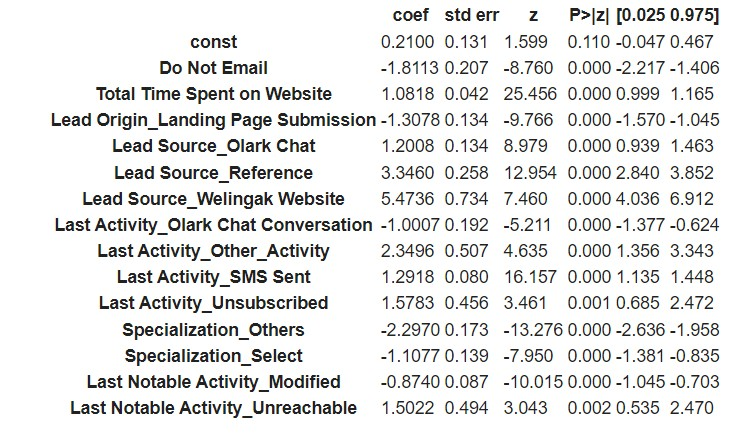 coef std err z P>|z| [0.025 0.975]
const 0.2100 0.131 1.599 0.110 -0.047 0.467
Do Not Email -1.8113 0.207 -8.760 0.000 -2.217 -1.406
Total Time Spent on Website 1.0818 0.042 25.456 0.000 0.999 1.165
Lead Origin_Landing Page Submission -1.3078 0.134 -9.766 0.000 -1.570 -1.045
Lead Source_Olark Chat 1.2008 0.134 8.979 0.000 0.939 1.463
Lead Source_Reference 3.3460 0.258 12.954 0.000 2.840 3.852
Lead Source_Welingak Website 5.4736 0.734 7.460 0.000 4.036 6.912
Last Activity_Olark Chat Conversation -1.0007 0.192 -5.211 0.000 -1.377 -0.624
Last Activity_Other_Activity 2.3496 0.507 4.635 0.000 1.356 3.343
Last Activity_SMS Sent 1.2918 0.080 16.157 0.000 1.135 1.448
Last Activity_Unsubscribed 1.5783 0.456 3.461 0.001 0.685 2.472
Specialization_Others -2.2970 0.173 -13.276 0.000 -2.636 -1.958
Specialization_Select -1.1077 0.139 -7.950 0.000 -1.381 -0.835
Last Notable Activity_Modified -0.8740 0.087 -10.015 0.000 -1.045 -0.703
Last Notable Activity_Unreachable 1.5022 0.494 3.043 0.002 0.535 2.470